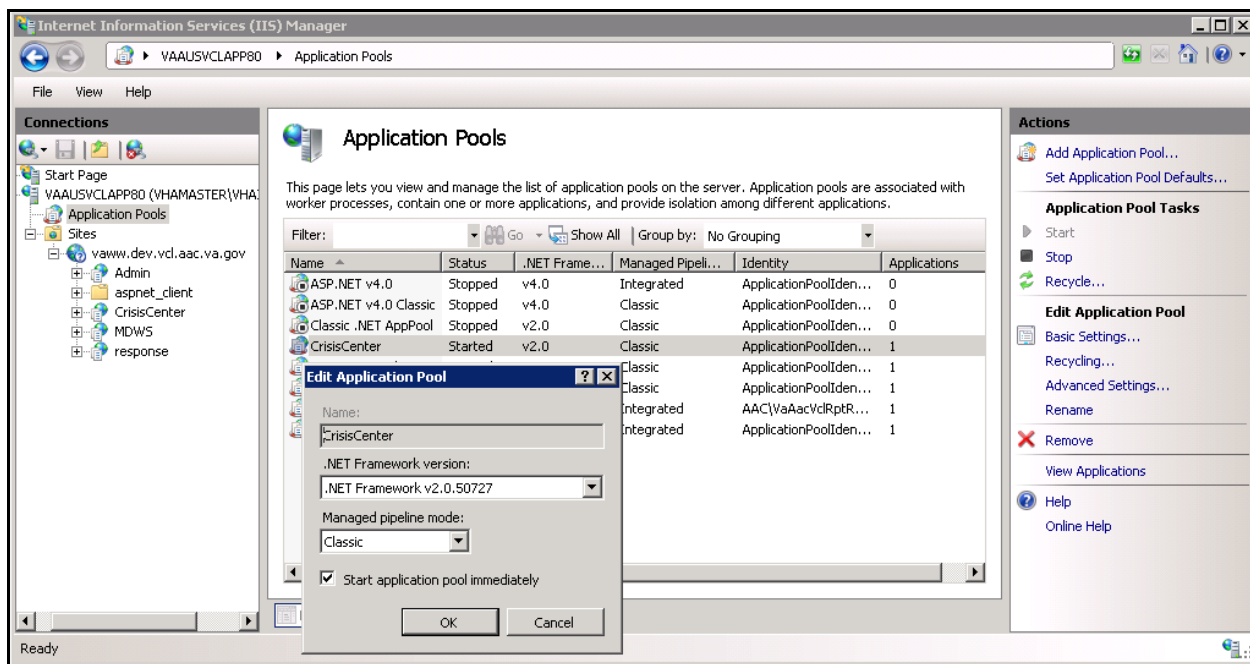 Internet Information Services (IIS) Manager
VAAUSVCLAPP80 Application Pools
File View Help
Connections
Start Page
VAAUSVCLAPP80 (VHAMASTER\VHA
Application Pools
Sites
vaww.dev.vcl.aac.va.gov
Admin
aspnet_client
CrisisCenter
MDWS
response
Application Pools
This page lets you view and manage the list of application pools on the server. Application pools are associated with
worker processes, contain one or more applications, and provide isolation among different applications.
Filter: Go Show All Group by: No Grouping
Name Status .NET Frame... Managed Pipeli... Identity Applications
ASP.NET v4.0 Stopped v4.0 Integrated ApplicationPoolIden... 0
ASP.NET v4.0 Classic Stopped v4.0 Classic ApplicationPoolIden... 0
Classic .NET AppPool Stopped v2.0 Classic ApplicationPoolIden... 0
CrisisCenter Started v2.0 Classic ApplicationPoolIden... 1
Classic ApplicationPoolIden... 1
Classic ApplicationPoolIden... 1
Integrated AAC\VaAacVclRptR... 1
Integrated ApplicationPoolIden... 1
Edit Application Pool
Name:
CrisisCenter
.NET Framework version:
.NET Framework v2.0.50727
Managed pipeline mode:
Classic
Start application pool immediately
OK Cancel
Actions
Add Application Pool...
Set Application Pool Defaults...
Application Pool Tasks
Start
Stop
Recycle...
Edit Application Pool
Basic Settings...
Recycling...
Advanced Settings...
Rename
Remove
View Applications
Help
Online Help
Ready